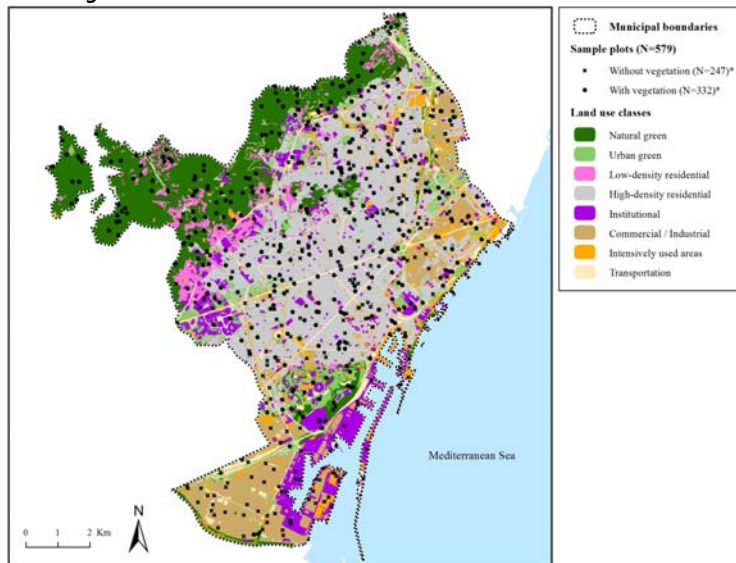 Municipal boundaries
Sample plots (N=579)
Without vegetation (N=247)*
With vegetation (N=332)*
Land use classes
Natural green
Urban green
Low-density residential
High-density residential
Institutional
Commercial / Industrial
Intensively used areas
Transportation
Mediterranean Sea
N
0 1 2 Km